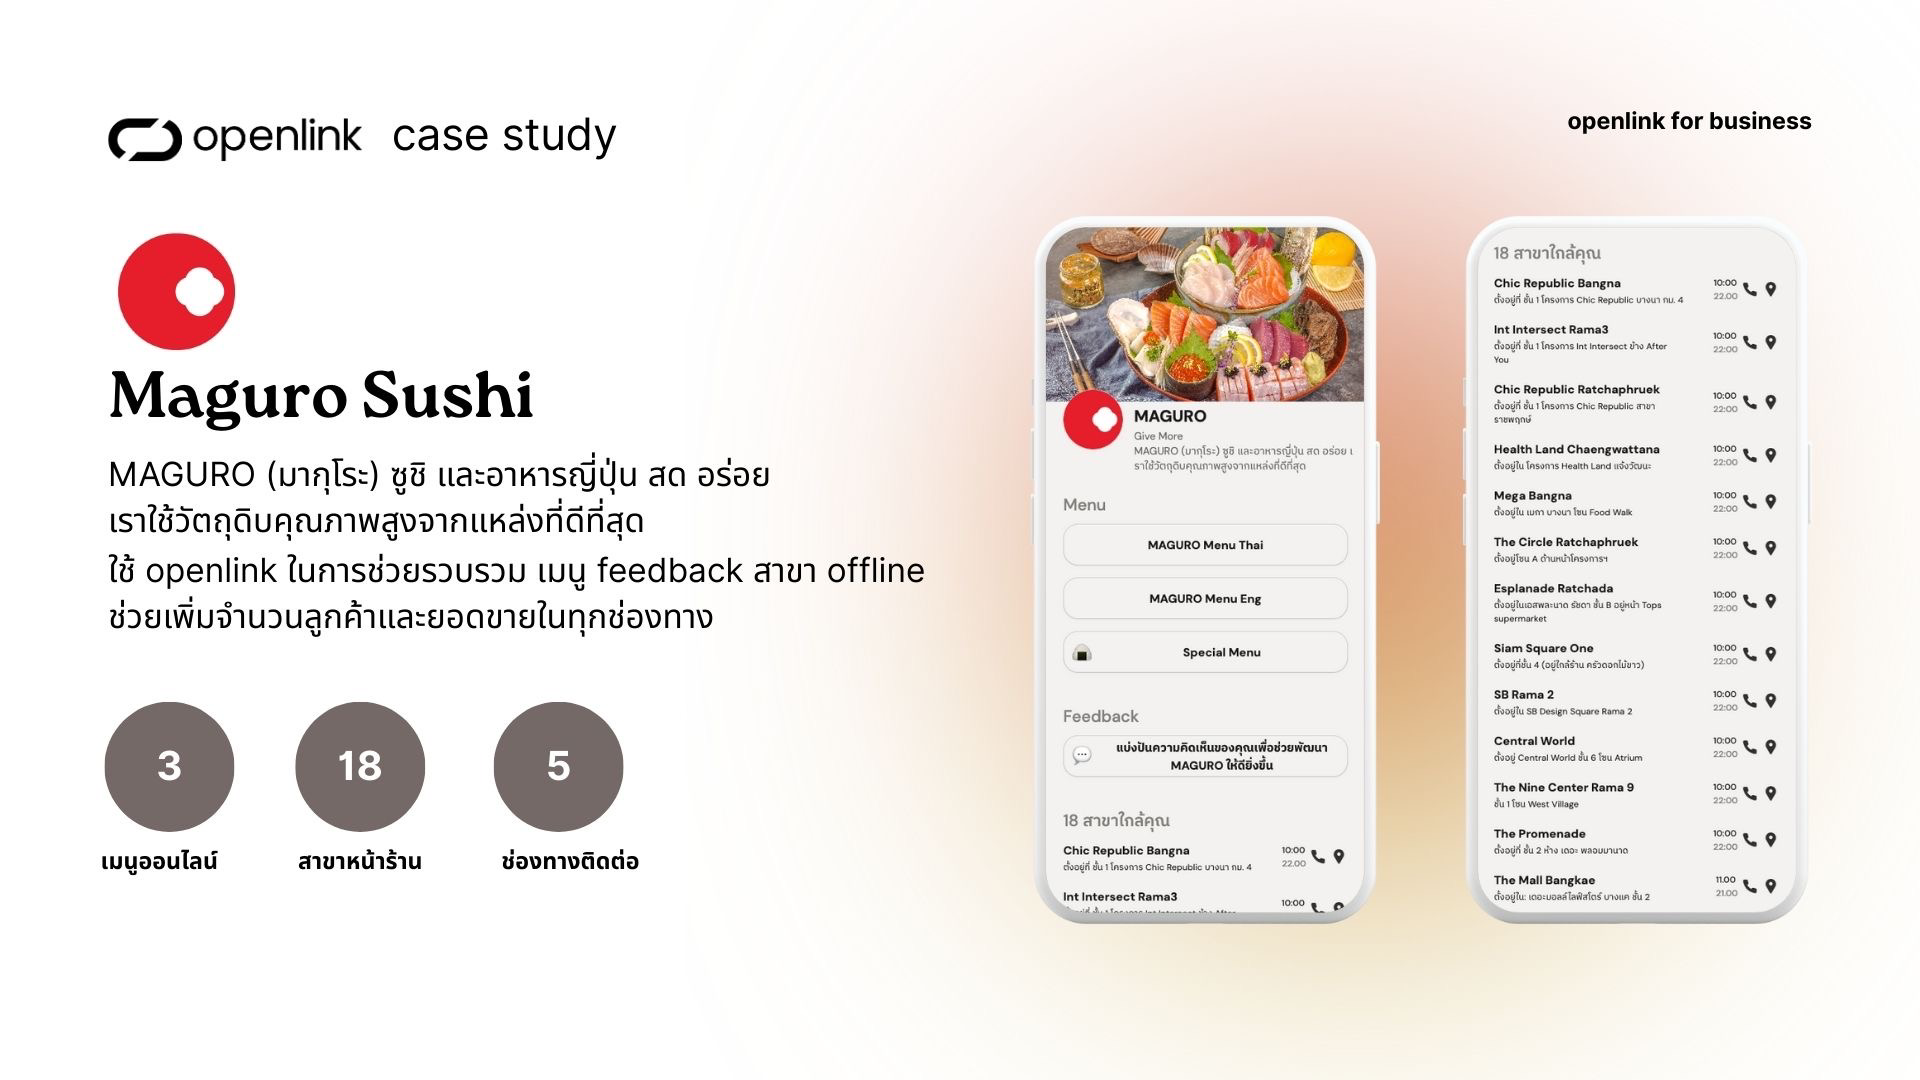 openlink case study
openlink for business
Maguro Sushi
MAGURO (มากุโระ) ซูชิ และอาหารญี่ปุ่น สด อร่อย
เราใช้วัตถุดิบคุณภาพสูงจากแหล่งที่ดีที่สุด
ใช้ openlink ในการช่วยรวบรวม เมนู feedback สาขา offline
ช่วยเพิ่มจำนวนลูกค้าและยอดขายในทุกช่องทาง
3
เมนูออนไลน์
18
สาขาหน้าร้าน
5
ช่องทางติดต่อ
MAGURO
Give More
MAGURO (มากุโระ) ซูชิ และอาหารญี่ปุ่น สด อร่อย เ
ราใช้วัตถุดิบคุณภาพสูงจากแหล่งที่ดีที่สุด
Menu
MAGURO Menu Thai
MAGURO Menu Eng
Special Menu
Feedback
แบ่งปันความคิดเห็นของคุณเพื่อช่วยพัฒนา
MAGURO ให้ดียิ่งขึ้น
18 สาขาใกล้คุณ
Chic Republic Bangna 10:00
ตั้งอยู่ที่ ชั้น 1 โครงการ Chic Republic บางนา กม. 4 22.00
Int Intersect Rama3 10:00
ตั้งอยู่ที่ ชั้น 1 โครงการ Int Intersect ข้าง After
18 สาขาใกล้คุณ
Chic Republic Bangna 10:00
ตั้งอยู่ที่ ชั้น 1 โครงการ Chic Republic บางนา กม. 4 22.00
Int Intersect Rama3 10:00
ตั้งอยู่ที่ ชั้น 1 โครงการ Int Intersect ข้าง After 22:00
You
Chic Republic Ratchaphruek 10:00
ตั้งอยู่ที่ ชั้น 1 โครงการ Chic Republic สาขา 22:00
ราชพฤกษ์
Health Land Chaengwattana 10:00
ตั้งอยู่ใน โครงการ Health Land แจ้งวัฒนะ 22:00
Mega Bangna 10:00
ตั้งอยู่ใน เมกา บางนา โซน Food Walk 22:00
The Circle Ratchaphruek 10:00
ตั้งอยู่โซน A ด้านหน้าโครงการฯ 22:00
Esplanade Ratchada 10:00
ตั้งอยู่ในเอสพละนาด รัชดา ชั้น B อยู่หน้า Tops 22:00
supermarket
Siam Square One 10:00
ตั้งอยู่ที่ชั้น 4 (อยู่ใกล้ร้าน ครัวดอกไม้ขาว) 22:00
SB Rama 2 10:00
ตั้งอยู่ใน SB Design Square Rama 2 22:00
Central World 10:00
ตั้งอยู่ Central World ชั้น 6 โซน Atrium 22:00
The Nine Center Rama 9 10:00
ชั้น 1 โซน West Village 22:00
The Promenade 10:00
ตั้งอยู่ที่ ชั้น 2 ห้าง เดอะ พลอมมานาด 22:00
The Mall Bangkae 11.00
ตั้งอยู่ใน: เดอะมอลล์ไลฟ์สโตร์ บางแค ชั้น 2 21.00